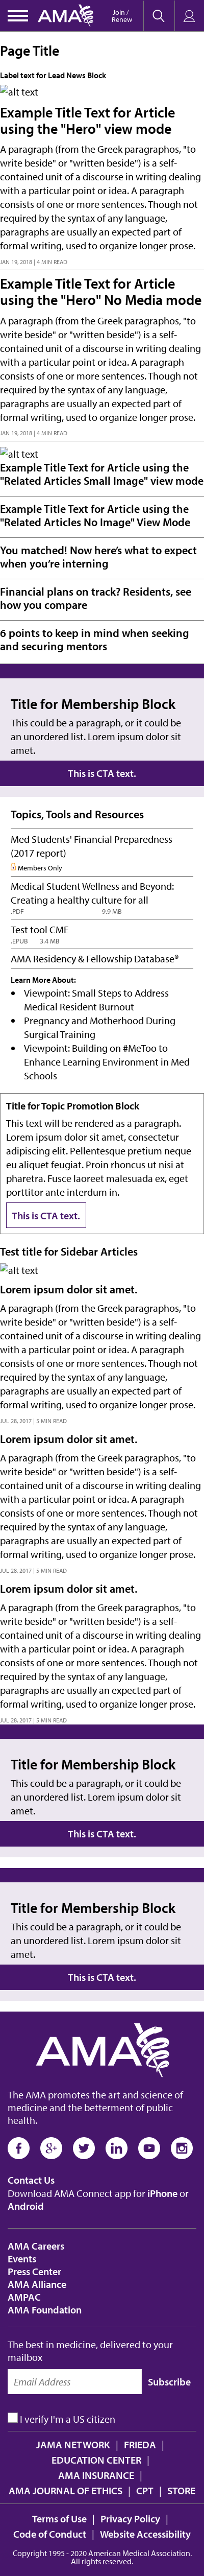 AMA
Join /
Renew
Page Title
Label text for Lead News Block
alt text
Example Title Text for Article
using the "Hero" view mode
A paragraph (from the Greek paragraphos, "to
write beside" or "written beside") is a self-
contained unit of a discourse in writing dealing
with a particular point or idea. A paragraph
consists of one or more sentences. Though not
required by the syntax of any language,
paragraphs are usually an expected part of
formal writing, used to organize longer prose.
JAN 19, 2018 | 4 MIN READ
Example Title Text for Article
using the "Hero" No Media mode
A paragraph (from the Greek paragraphos, "to
write beside" or "written beside") is a self-
contained unit of a discourse in writing dealing
with a particular point or idea. A paragraph
consists of one or more sentences. Though not
required by the syntax of any language,
paragraphs are usually an expected part of
formal writing, used to organize longer prose.
JAN 19, 2018 | 4 MIN READ
alt text
Example Title Text for Article using the
"Related Articles Small Image" view mode
Example Title Text for Article using the
"Related Articles No Image" View Mode
You matched! Now here's what to expect
when you're interning
Financial plans on track? Residents, see
how you compare
6 points to keep in mind when seeking
and securing mentors
Title for Membership Block
This could be a paragraph, or it could be
an unordered list. Lorem ipsum dolor sit
amet.
This is CTA text.
Topics, Tools and Resources
Med Students' Financial Preparedness
(2017 report)
Members Only
Medical Student Wellness and Beyond:
Creating a healthy culture for all
.PDF 9.9 MB
Test tool CME
.EPUB 3.4 MB
AMA Residency & Fellowship Database®
Learn More About:
• Viewpoint: Small Steps to Address
Medical Resident Burnout
• Pregnancy and Motherhood During
Surgical Training
• Viewpoint: Building on #MeToo to
Enhance Learning Environment in Med
Schools
Title for Topic Promotion Block
This text will be rendered as a paragraph.
Lorem ipsum dolor sit amet, consectetur
adipiscing elit. Pellentesque pretium neque
eu aliquet feugiat. Proin rhoncus ut nisi at
pharetra. Fusce laoreet malesuada ex, eget
porttitor ante interdum in.
This is CTA text.
Test title for Sidebar Articles
alt text
Lorem ipsum dolor sit amet.
A paragraph (from the Greek paragraphos, "to
write beside" or "written beside") is a self-
contained unit of a discourse in writing dealing
with a particular point or idea. A paragraph
consists of one or more sentences. Though not
required by the syntax of any language,
paragraphs are usually an expected part of
formal writing, used to organize longer prose.
JUL 28, 2017 | 5 MIN READ
Lorem ipsum dolor sit amet.
A paragraph (from the Greek paragraphos, "to
write beside" or "written beside") is a self-
contained unit of a discourse in writing dealing
with a particular point or idea. A paragraph
consists of one or more sentences. Though not
required by the syntax of any language,
paragraphs are usually an expected part of
formal writing, used to organize longer prose.
JUL 28, 2017 | 5 MIN READ
Lorem ipsum dolor sit amet.
A paragraph (from the Greek paragraphos, "to
write beside" or "written beside") is a self-
contained unit of a discourse in writing dealing
with a particular point or idea. A paragraph
consists of one or more sentences. Though not
required by the syntax of any language,
paragraphs are usually an expected part of
formal writing, used to organize longer prose.
JUL 28, 2017 | 5 MIN READ
Title for Membership Block
This could be a paragraph, or it could be
an unordered list. Lorem ipsum dolor sit
amet.
This is CTA text.
Title for Membership Block
This could be a paragraph, or it could be
an unordered list. Lorem ipsum dolor sit
amet.
This is CTA text.
AMA
The AMA promotes the art and science of
medicine and the betterment of public
health.
Contact Us
Download AMA Connect app for iPhone or
Android
AMA Careers
Events
Press Center
AMA Alliance
AMPAC
AMA Foundation
The best in medicine, delivered to your
mailbox
Email Address Subscribe
I verify I'm a US citizen
JAMA NETWORK | FRIEDA |
EDUCATION CENTER |
AMA INSURANCE |
AMA JOURNAL OF ETHICS | CPT | STORE
Terms of Use | Privacy Policy |
Code of Conduct | Website Accessibility
Copyright 1995 - 2020 American Medical Association.
All rights reserved.